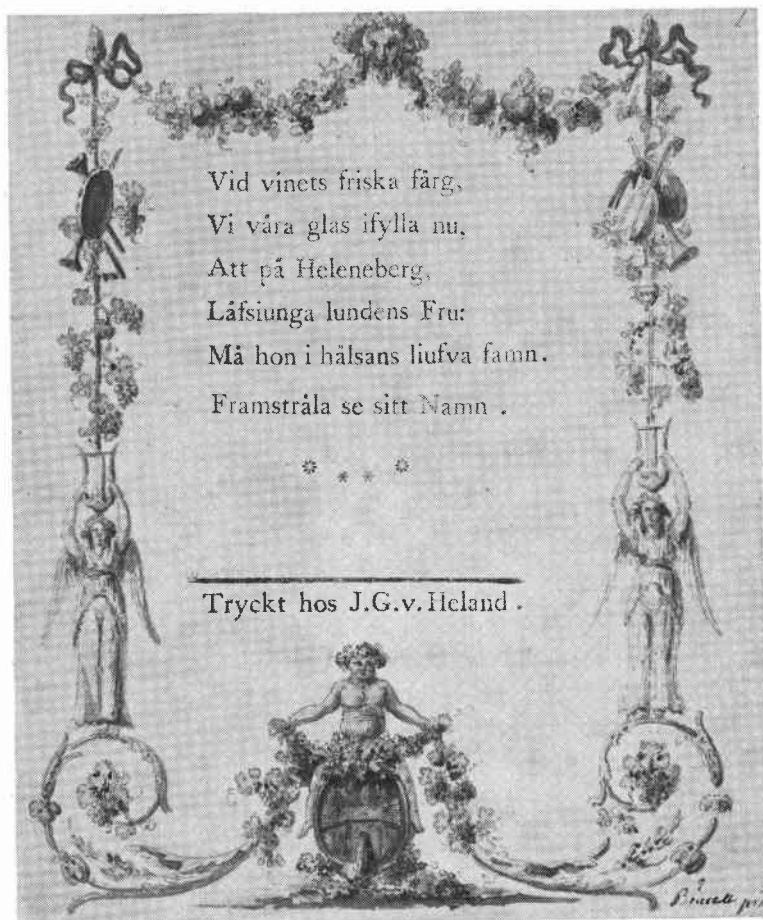 Vid vinets friska färg,
Vi våra glas ifylla nu,
Att på Heleneberg,
Låfsiunga lundens Fru:
Må hon i hälsans liufva famn.
Framstråla se sitt Namn .
Tryckt hos J.G.v. Heland .